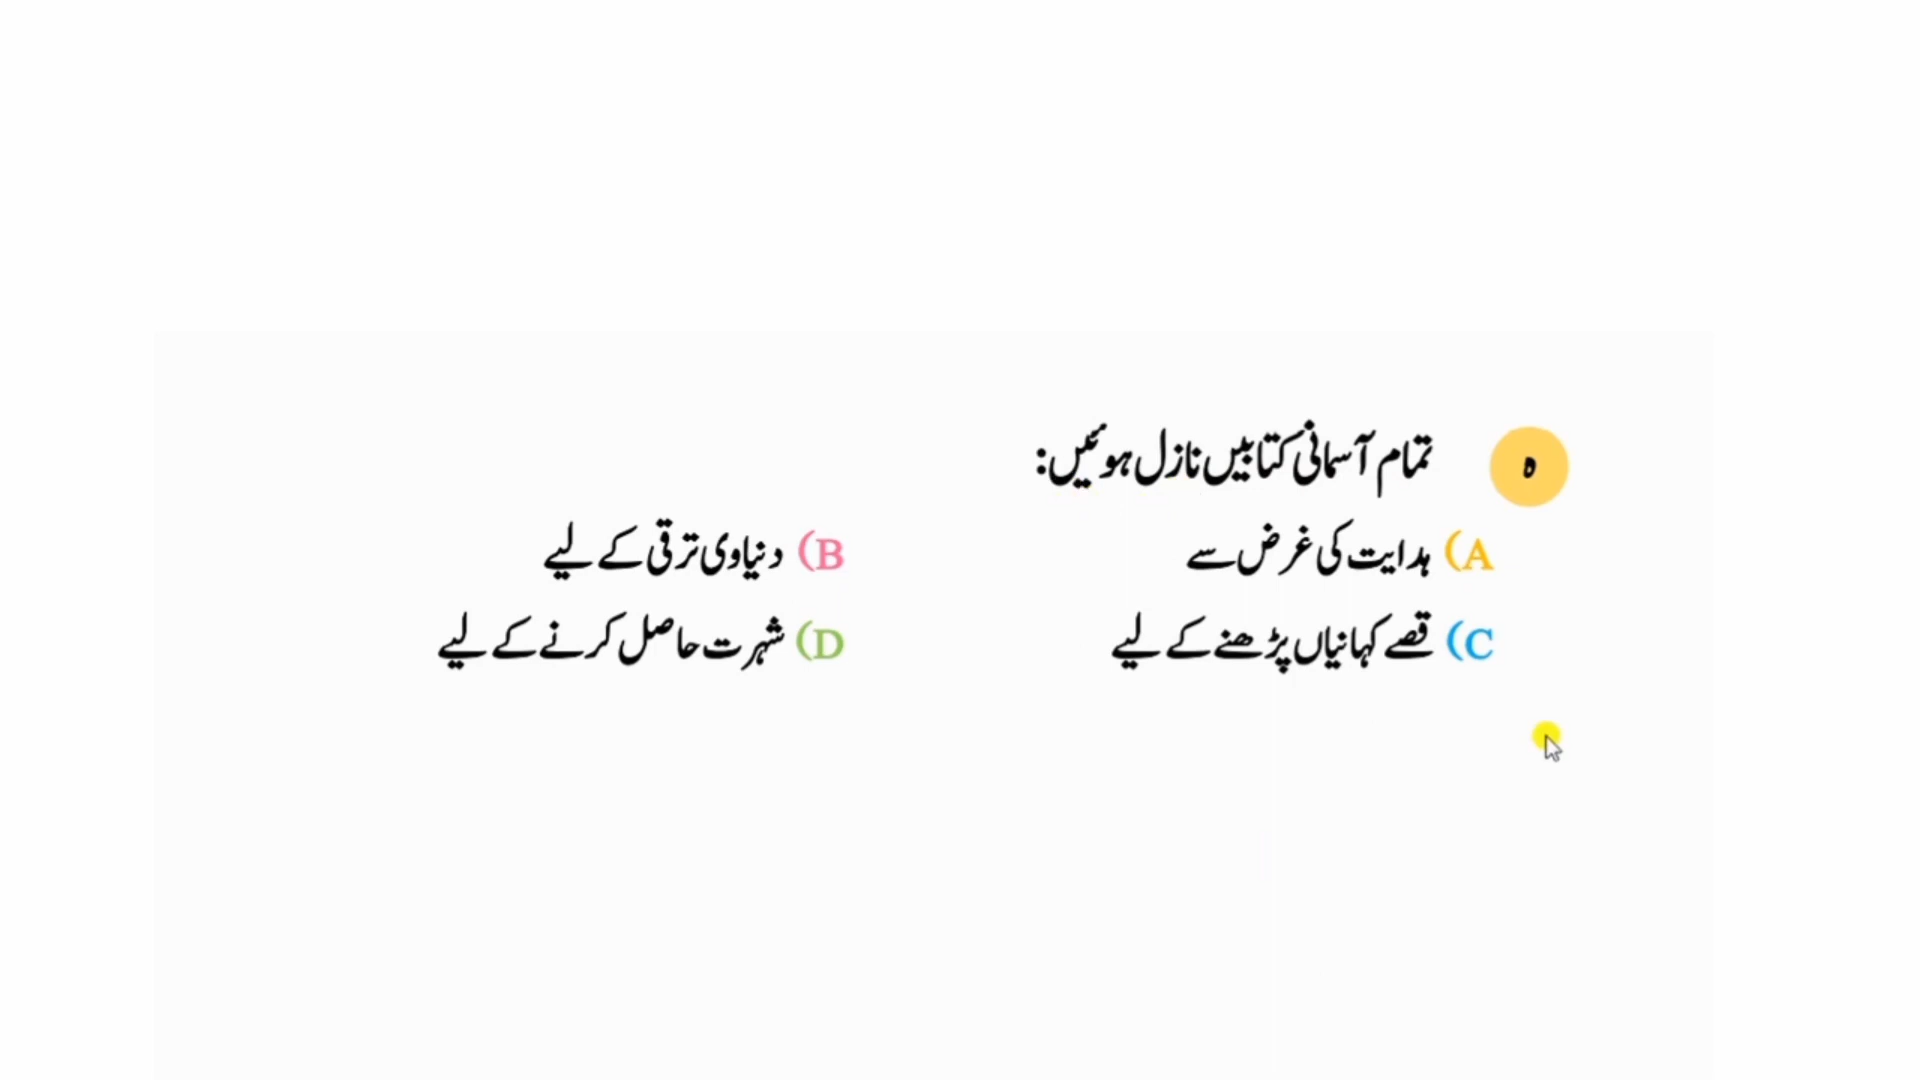 ہ تمام آسمانی کتابیں نازل ہوئیں:
A) ہدایت کی غرض سے B) دنیاوی ترقی کے لیے
C) قصے کہانیاں پڑھنے کے لیے D) شہرت حاصل کرنے کے لیے